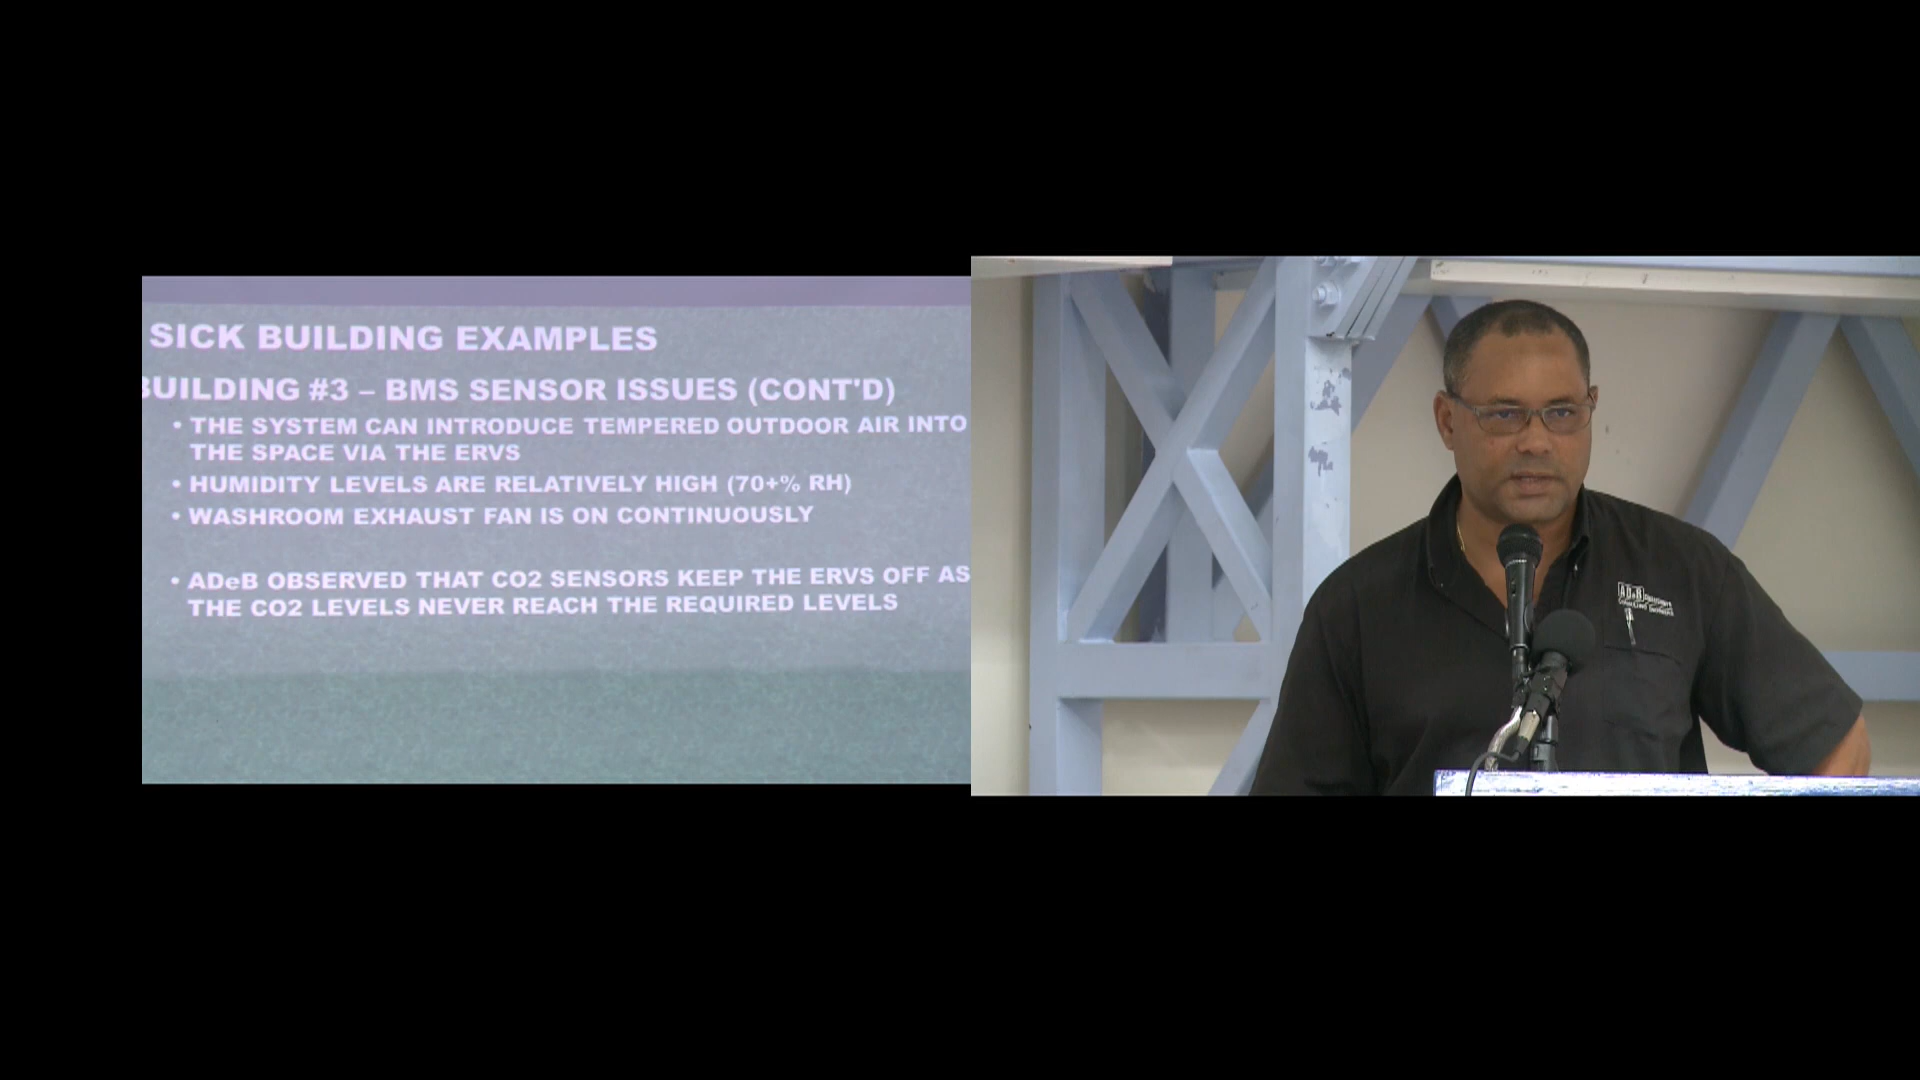 SICK BUILDING EXAMPLES
BUILDING #3 – BMS SENSOR ISSUES (CONT'D)
• THE SYSTEM CAN INTRODUCE TEMPERED OUTDOOR AIR INTO
THE SPACE VIA THE ERVS
• HUMIDITY LEVELS ARE RELATIVELY HIGH (70+% RH)
• WASHROOM EXHAUST FAN IS ON CONTINUOUSLY
• ADeB OBSERVED THAT CO2 SENSORS KEEP THE ERVS OFF AS
THE CO2 LEVELS NEVER REACH THE REQUIRED LEVELS
ADeB